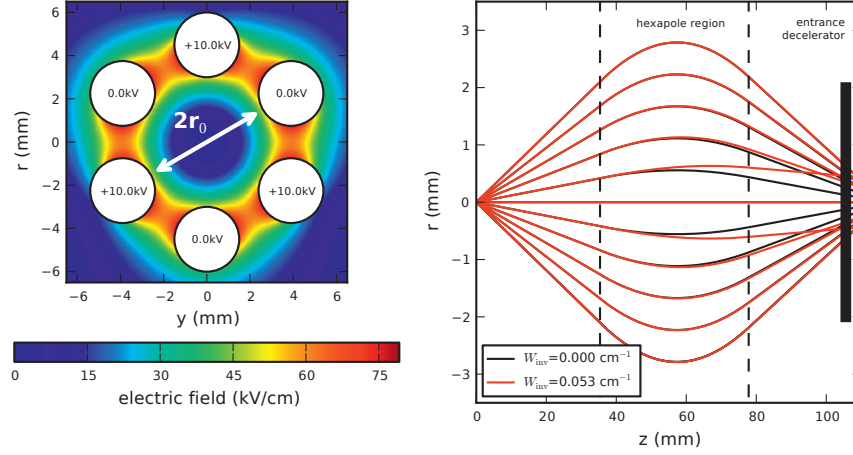 +10.0kV
0.0kV
0.0kV
2r₀
+10.0kV
+10.0kV
0.0kV
6
4
2
0
−2
−4
−6
r (mm)
−6 −4 −2 0 2 4 6
y (mm)
0 15 30 45 60 75
electric field (kV/cm)
hexapole region
entrance
decelerator
3
2
1
0
−1
−2
−3
r (mm)
W_inv=0.000 cm⁻¹
W_inv=0.053 cm⁻¹
0 20 40 60 80 100
z (mm)